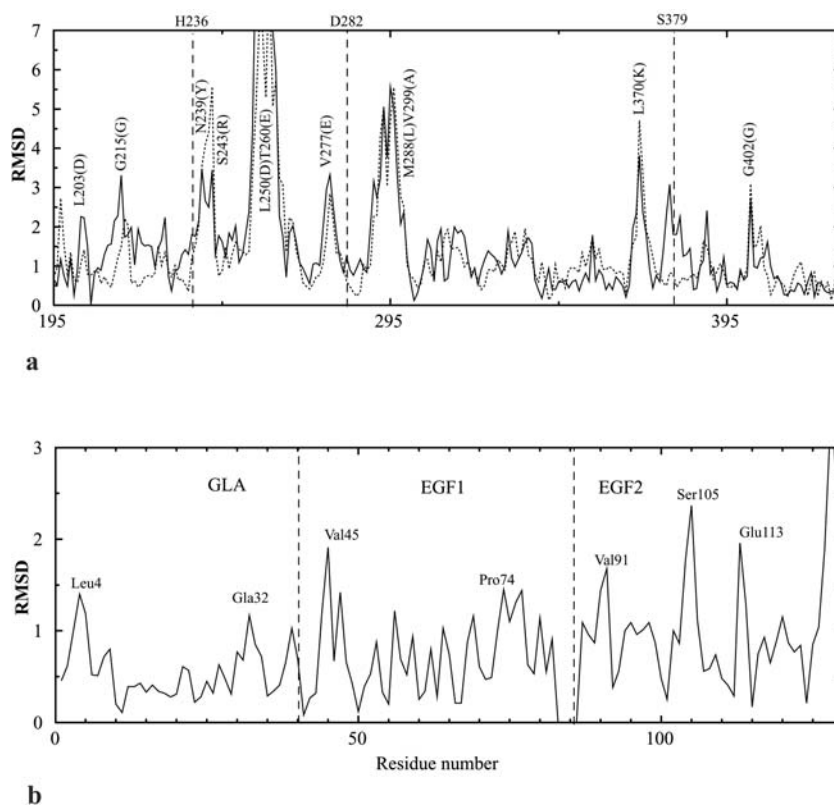 H236 D282 S379
7
6
5
4
3
2
1
0
RMSD
L203(D)
G215(G)
N239(Y)
S243(R)
L250(D)T260(E)
V277(E)
M288(L)V299(A)
L370(K)
G402(G)
195 295 395
a
3
2
1
0
RMSD
GLA EGF1 EGF2
Leu4
Gla32
Val45
Pro74
Val91
Ser105
Glu113
0 50 100
Residue number
b